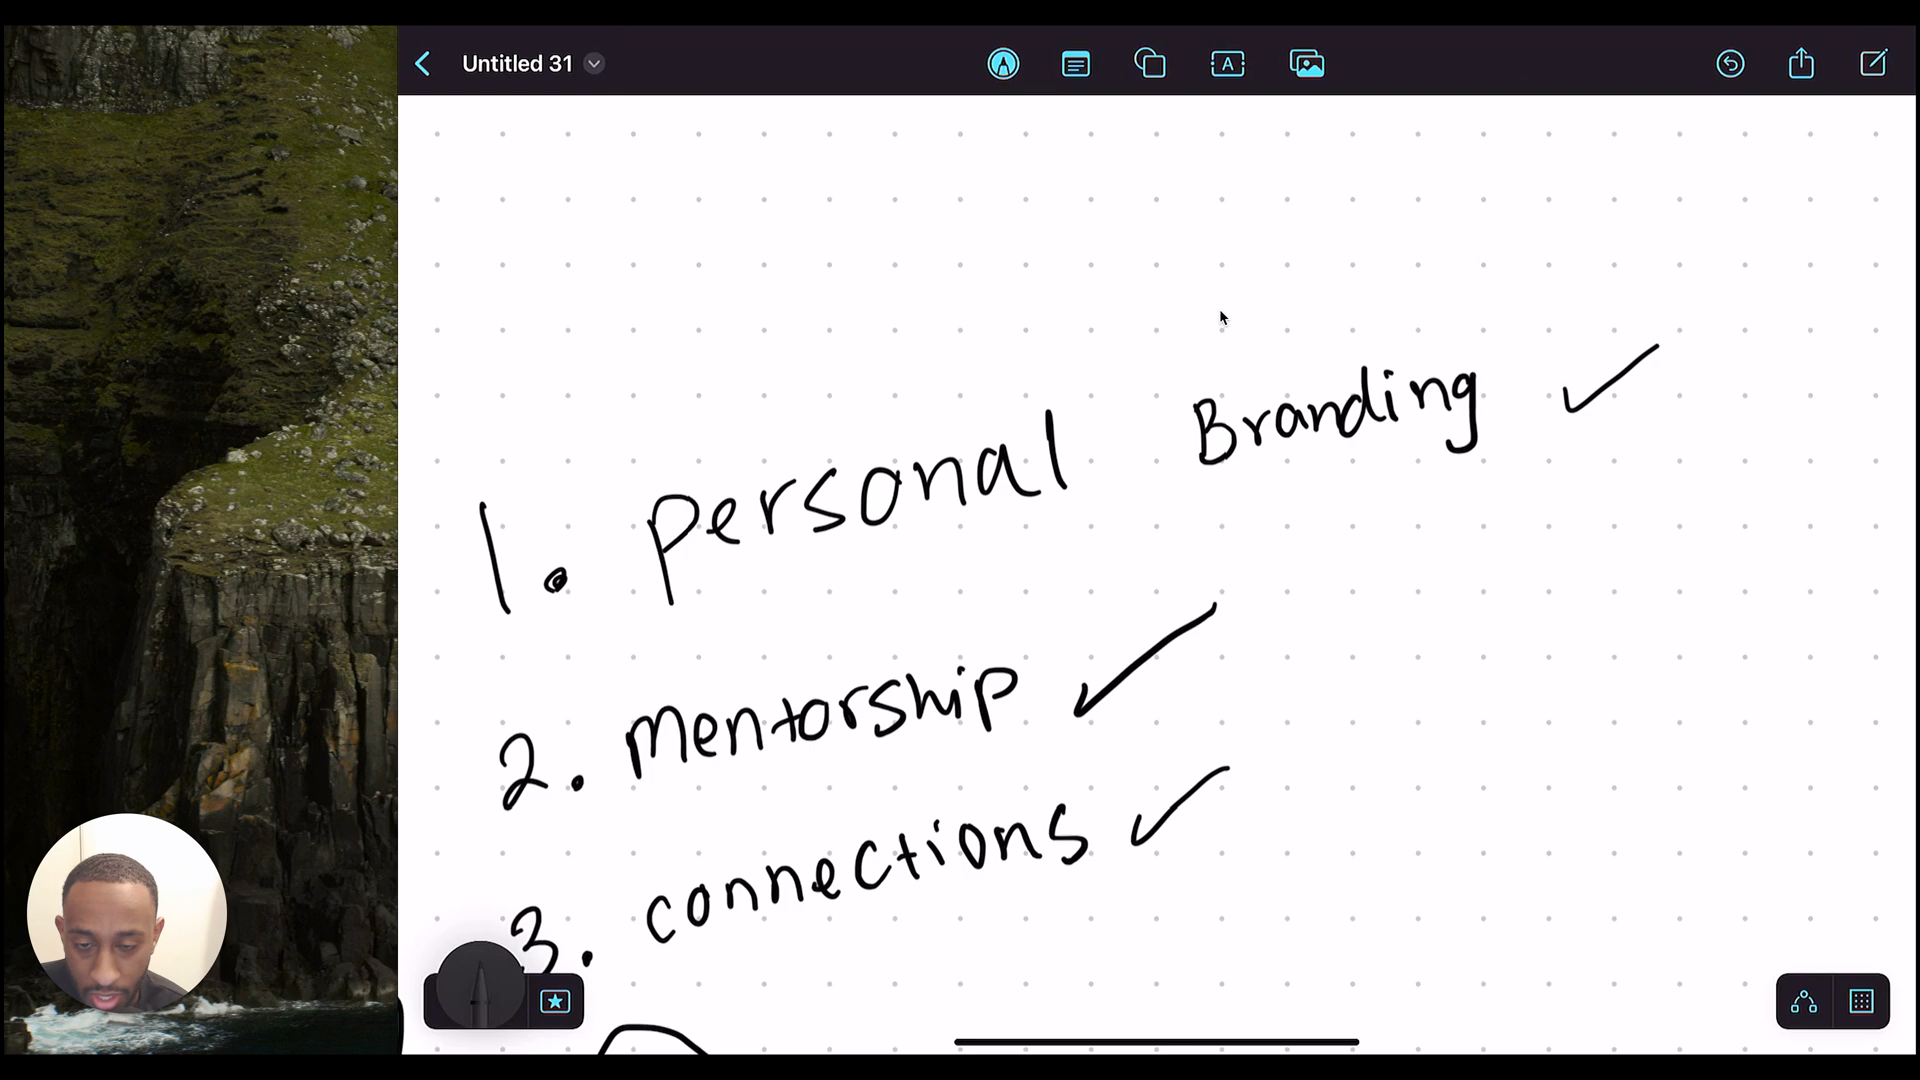 Untitled 31
1. Personal Branding ✓
2. Mentorship ✓
3. connections ✓